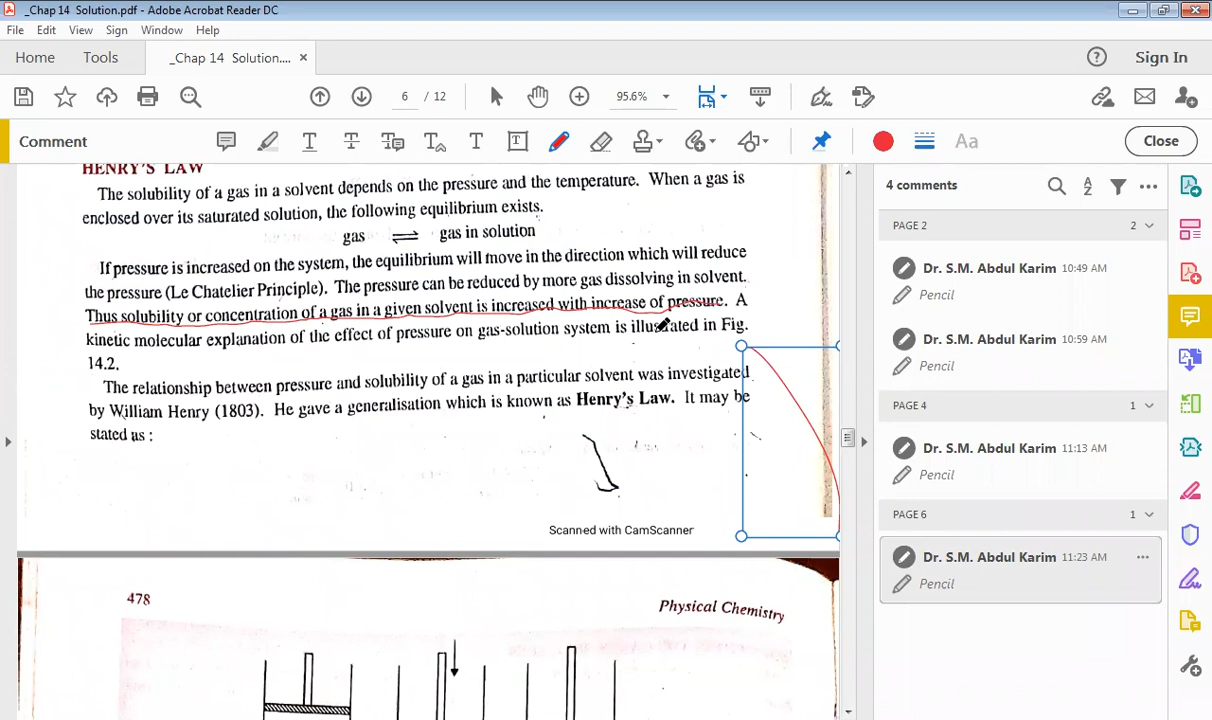 _Chap 14 Solution.pdf - Adobe Acrobat Reader DC
File Edit View Sign Window Help
Home Tools _Chap 14 Solution.... × Sign In
6 / 12 95.6%
Comment Aa Close
HENRY'S LAW
The solubility of a gas in a solvent depends on the pressure and the temperature. When a gas is
enclosed over its saturated solution, the following equilibrium exists.
gas ⇌ gas in solution
If pressure is increased on the system, the equilibrium will move in the direction which will reduce
the pressure (Le Chatelier Principle). The pressure can be reduced by more gas dissolving in solvent.
Thus solubility or concentration of a gas in a given solvent is increased with increase of pressure. A
kinetic molecular explanation of the effect of pressure on gas-solution system is illustrated in Fig.
14.2.
The relationship between pressure and solubility of a gas in a particular solvent was investigated
by William Henry (1803). He gave a generalisation which is known as Henry's Law. It may be
stated as :
Scanned with CamScanner
478 Physical Chemistry
4 comments
PAGE 2 2
Dr. S.M. Abdul Karim 10:49 AM
Pencil
Dr. S.M. Abdul Karim 10:59 AM
Pencil
PAGE 4 1
Dr. S.M. Abdul Karim 11:13 AM
Pencil
PAGE 6 1
Dr. S.M. Abdul Karim 11:23 AM
Pencil